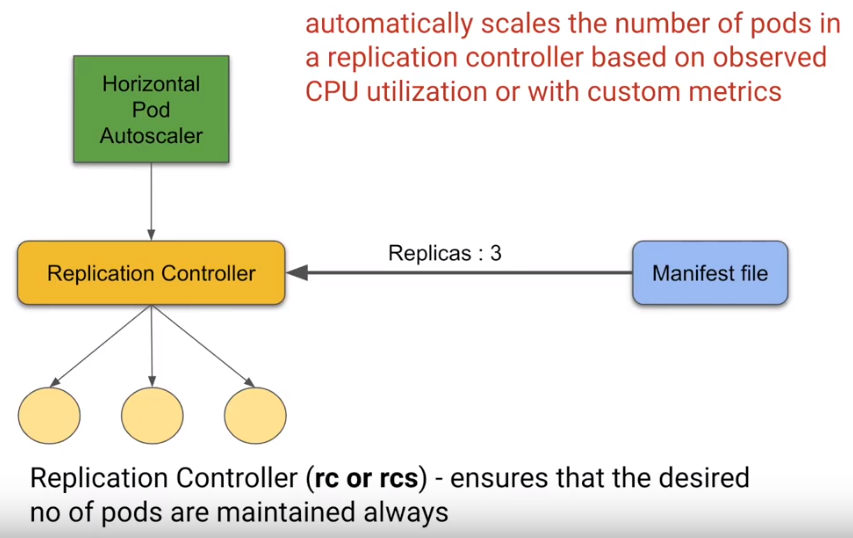 automatically scales the number of pods in
a replication controller based on observed
CPU utilization or with custom metrics
Horizontal
Pod
Autoscaler
Replicas : 3
Replication Controller
Manifest file
Replication Controller (rc or rcs) - ensures that the desired
no of pods are maintained always